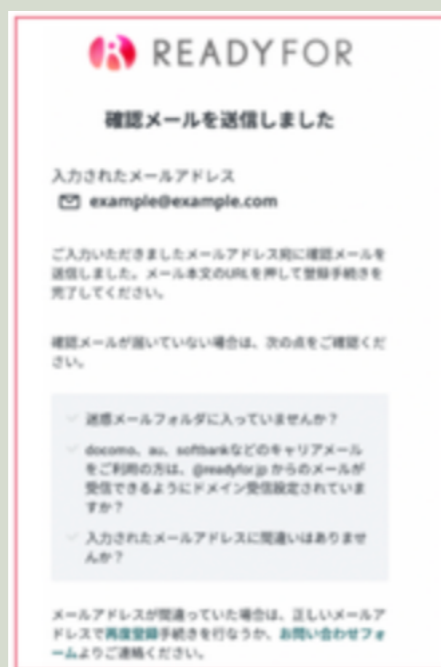 READYFOR
確認メールを送信しました
入力されたメールアドレス
example@example.com
ご入力いただきましたメールアドレス宛に確認メールを
送信しました。メール本文のURLを押して登録手続きを
完了してください。
確認メールが届いていない場合は、次の点をご確認くだ
さい。
迷惑メールフォルダに入っていませんか？
docomo、au、softbankなどのキャリアメール
をご利用の方は、@readyfor.jp からのメールが
受信できるようにドメイン受信設定されていま
すか？
入力されたメールアドレスに間違いはありませ
んか？
メールアドレスが間違っていた場合は、正しいメールア
ドレスで再度登録手続きを行なうか、お問い合わせフォ
ームよりご連絡ください。